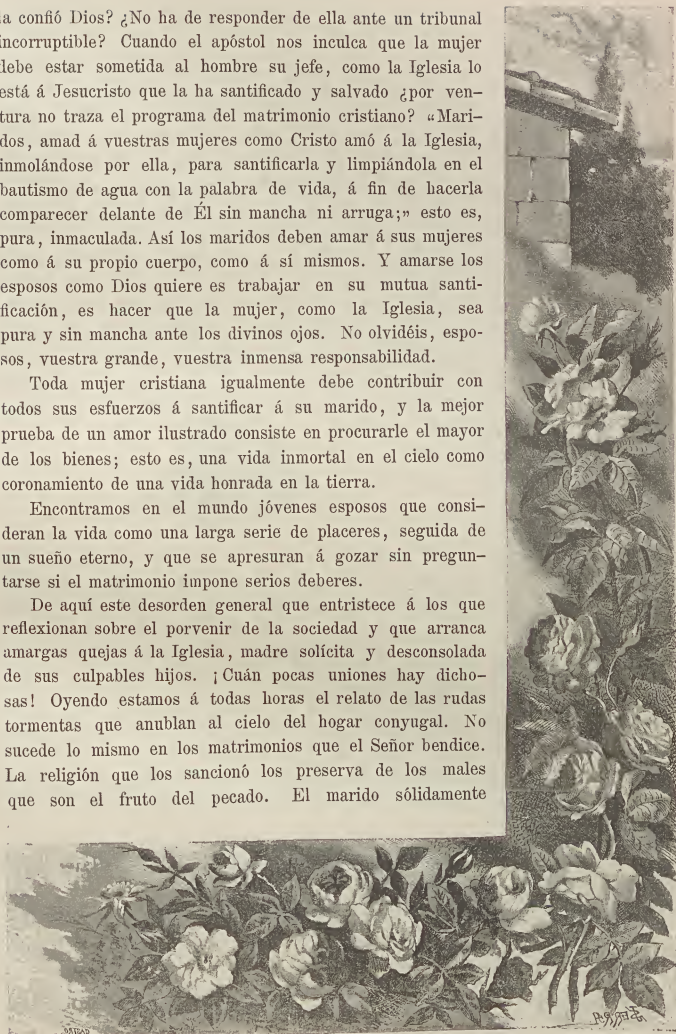 a confió Dios? ¿No ha de responder de ella ante un tribunal
incorruptible? Cuando el apóstol nos inculca que la mujer
debe estar sometida al hombre su jefe, como la Iglesia lo
está á Jesucristo que la ha santificado y salvado ¿por ven-
tura no traza el programa del matrimonio cristiano? «Mari-
dos, amad á vuestras mujeres como Cristo amó á la Iglesia,
inmolándose por ella, para santificarla y limpiándola en el
bautismo de agua con la palabra de vida, á fin de hacerla
comparecer delante de Él sin mancha ni arruga;» esto es,
pura, inmaculada. Así los maridos deben amar á sus mujeres
como á su propio cuerpo, como á sí mismos. Y amarse los
esposos como Dios quiere es trabajar en su mutua santi-
ficación, es hacer que la mujer, como la Iglesia, sea
pura y sin mancha ante los divinos ojos. No olvidéis, espo-
sos, vuestra grande, vuestra inmensa responsabilidad.
Toda mujer cristiana igualmente debe contribuir con
todos sus esfuerzos á santificar á su marido, y la mejor
prueba de un amor ilustrado consiste en procurarle el mayor
de los bienes; esto es, una vida inmortal en el cielo como
coronamiento de una vida honrada en la tierra.
Encontramos en el mundo jóvenes esposos que consi-
deran la vida como una larga serie de placeres, seguida de
un sueño eterno, y que se apresuran á gozar sin pregun-
tarse si el matrimonio impone serios deberes.
De aquí este desorden general que entristece á los que
reflexionan sobre el porvenir de la sociedad y que arranca
amargas quejas á la Iglesia, madre solícita y desconsolada
de sus culpables hijos. ¡Cuán pocas uniones hay dicho-
sas! Oyendo estamos á todas horas el relato de las rudas
tormentas que anublan al cielo del hogar conyugal. No
sucede lo mismo en los matrimonios que el Señor bendice.
La religión que los sancionó los preserva de los males
que son el fruto del pecado. El marido sólidamente